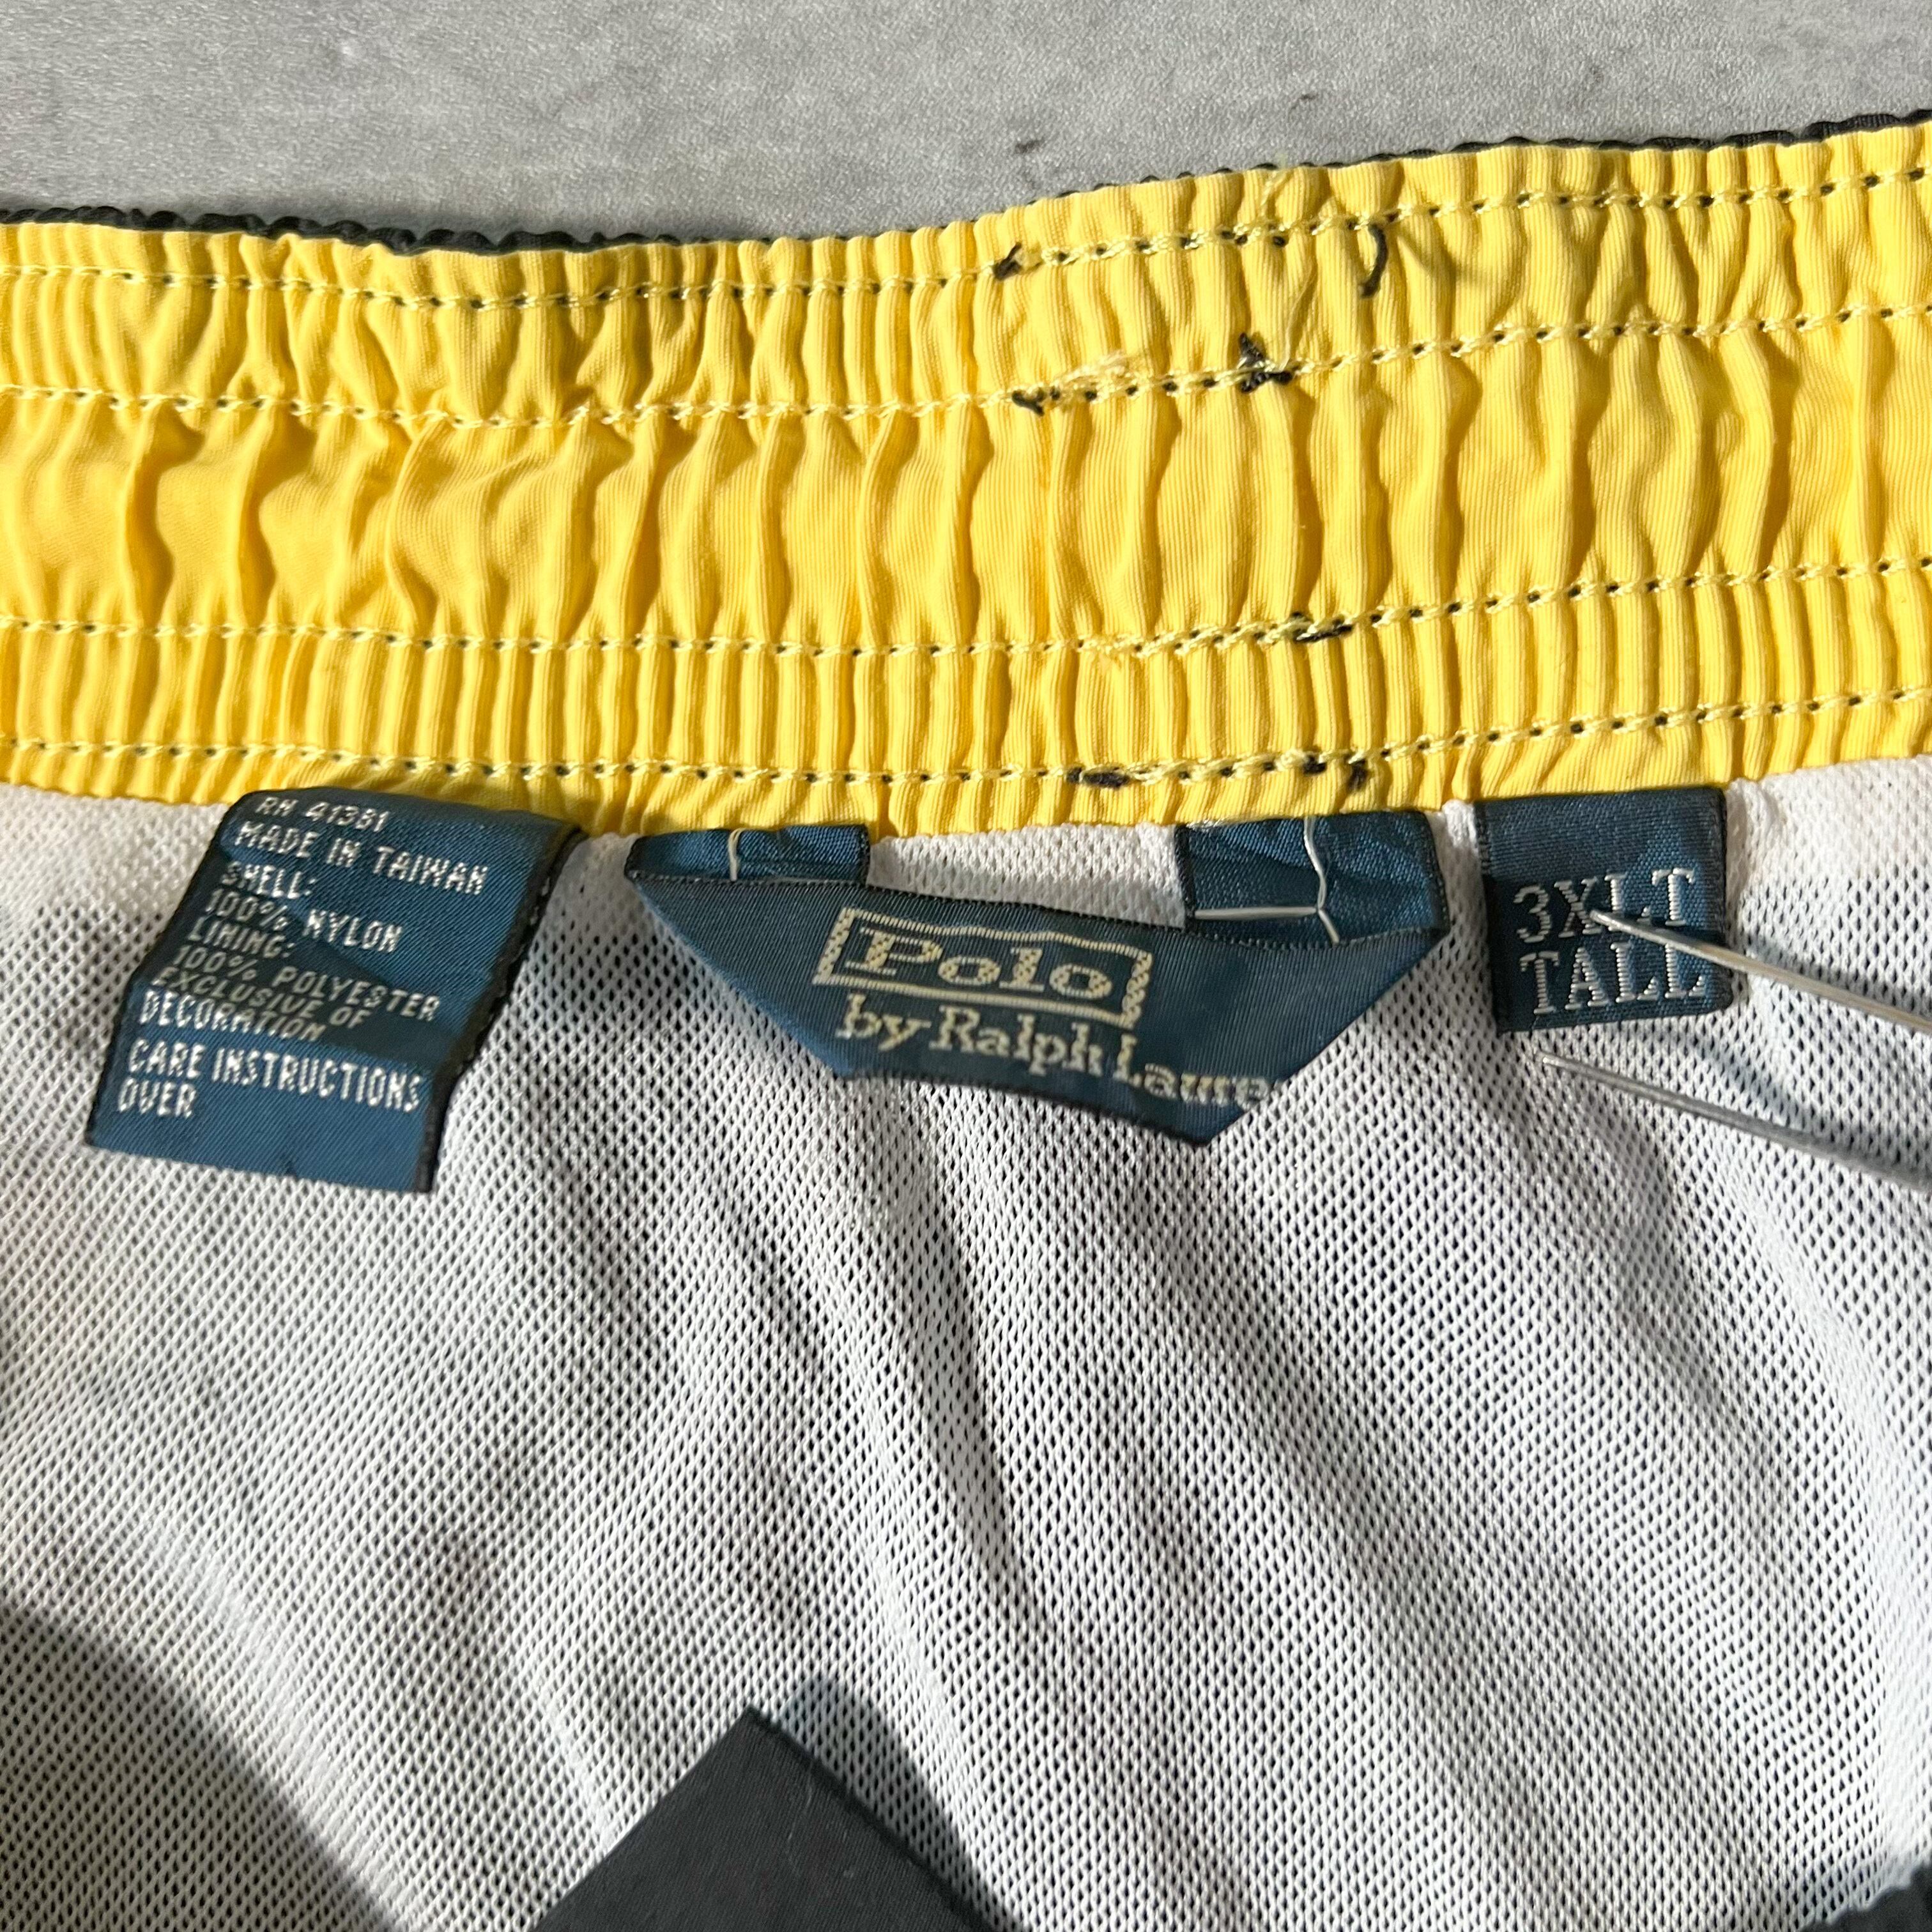 RN 41381
MADE IN TAIWAN
SHELL:
100% NYLON
LINING:
100% POLYESTER
EXCLUSIVE OF
DECORATION
CARE INSTRUCTIONS
OVER
Polo
by Ralph Laure
3XLT
TALL